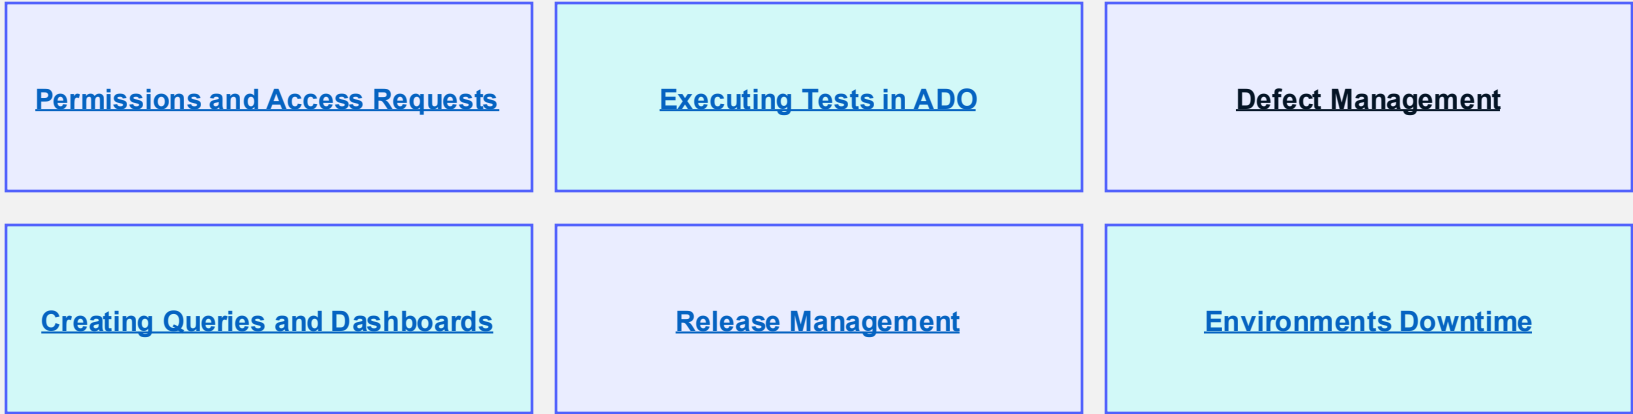 Permissions and Access Requests
Executing Tests in ADO
Defect Management
Creating Queries and Dashboards
Release Management
Environments Downtime